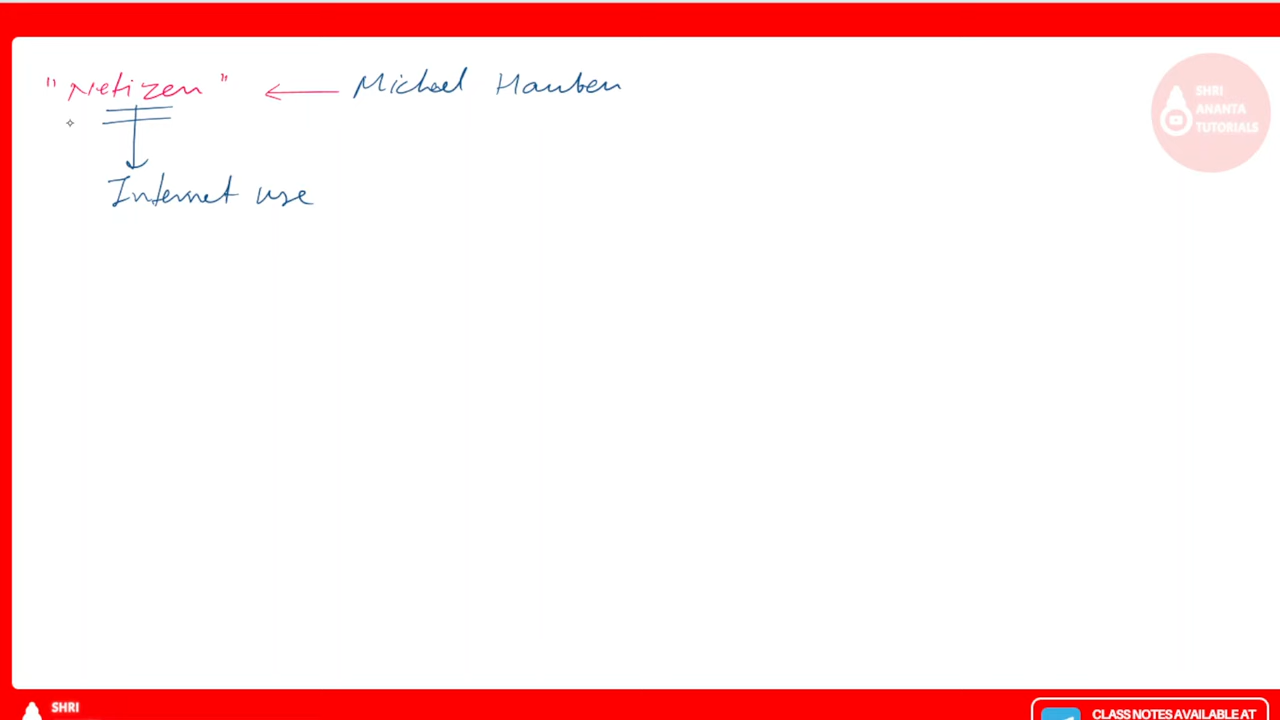 "Netizen" ← Michael Hauben
Internet use
SHRI
ANANTA
TUTORIALS
SHRI
CLASS NOTES AVAILABLE AT